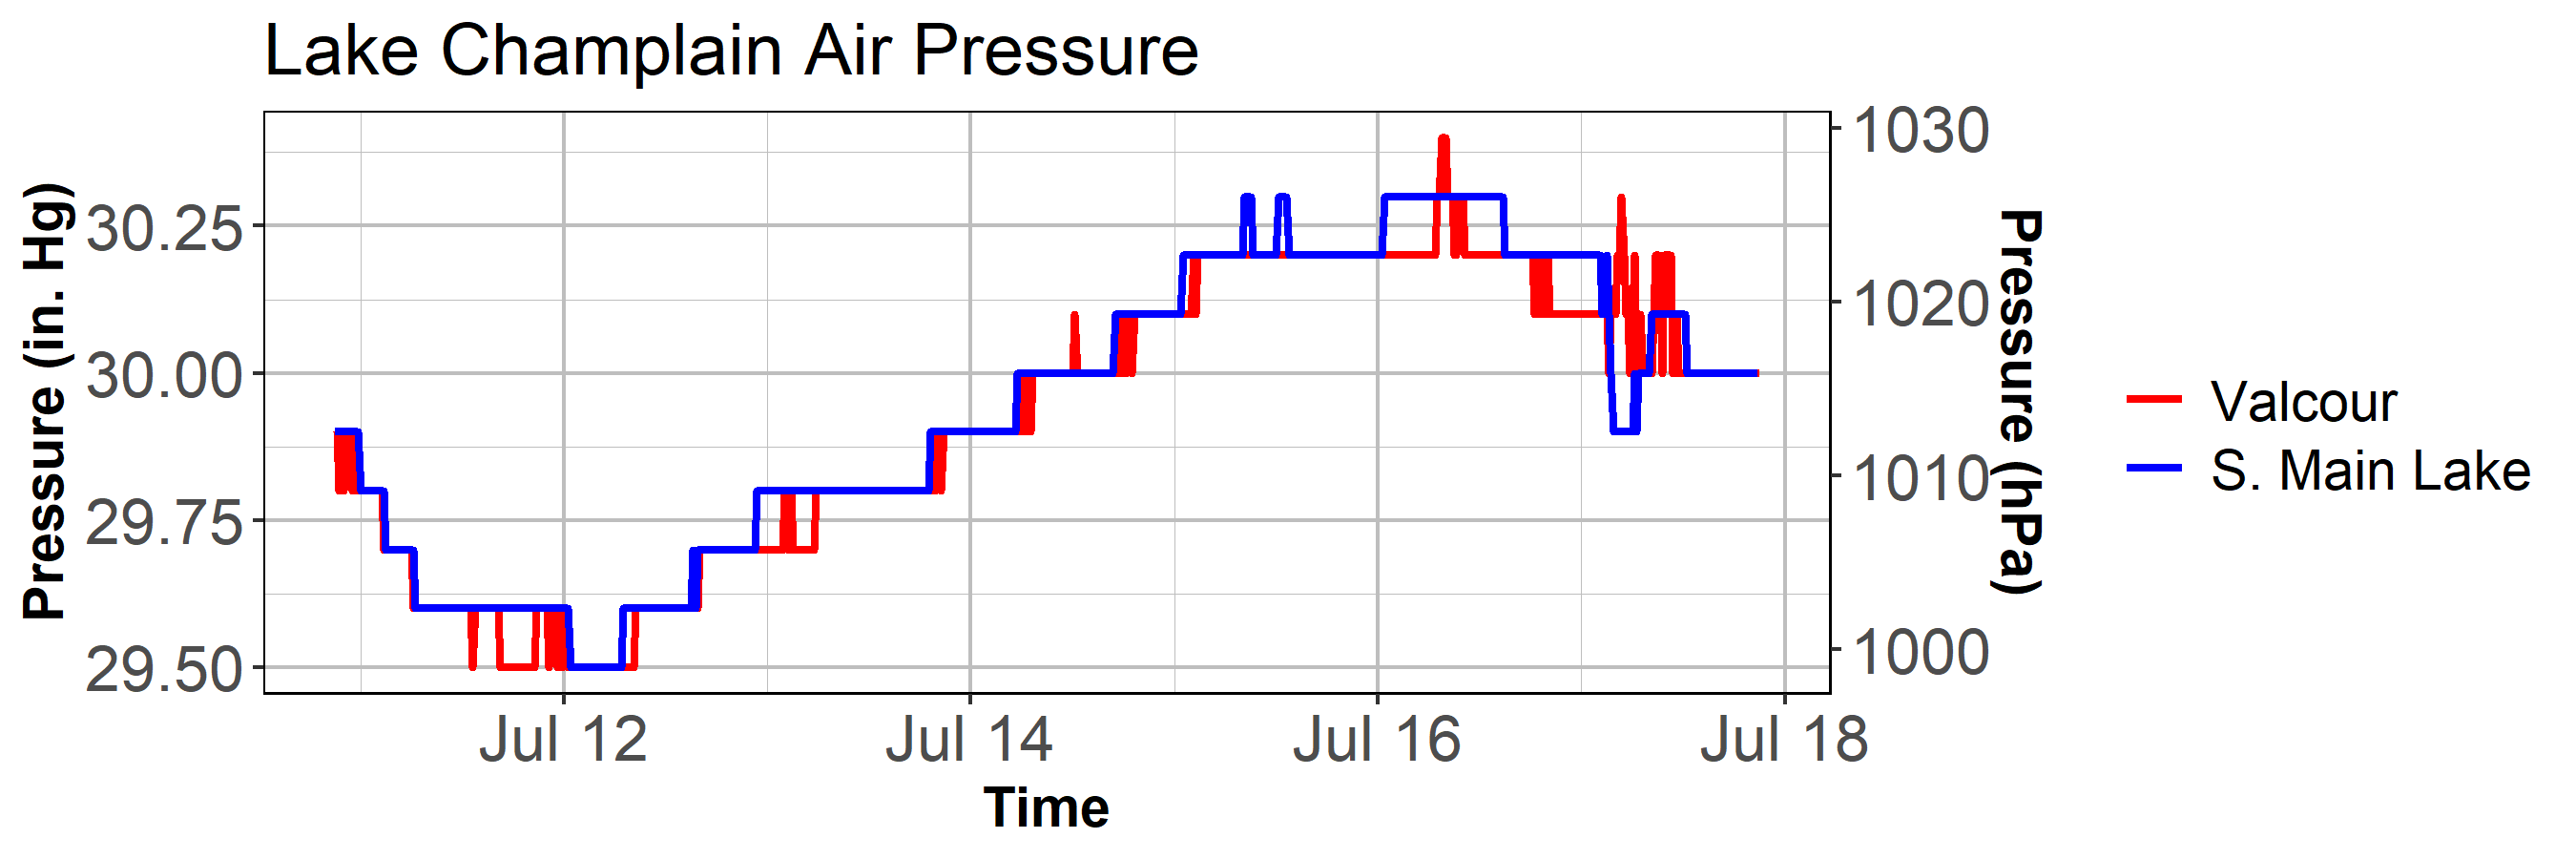 Lake Champlain Air Pressure
Pressure (in. Hg)
30.25
30.00
29.75
29.50
1030
1020
1010
1000
Pressure (hPa)
Jul 12
Jul 14
Jul 16
Jul 18
Time
Valcour
S. Main Lake